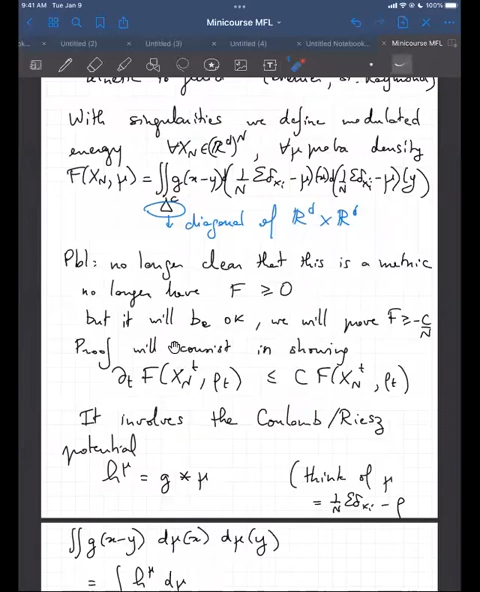 9:41 AM Tue Jan 9
100%
Minicourse MFL
Untitled (2)
Untitled (3)
Untitled (4)
Untitled Notebook...
Minicourse MFL
kinetic to fluid
With singularities we define modulated
energy ∀X_N ∈ (ℝ^d)^N, ∀μ proba density
F(X_N, μ) = ∬_{Δ^c} g(x-y) d(1/N Σδ_{x_i} - μ)(x) d(1/N Σδ_{x_i} - μ)(y)
↓ diagonal of ℝ^d × ℝ^d
Pbl: no longer clear that this is a metric
no longer have F ≥ 0
but it will be ok, we will prove F ≥ -C/N
Proof will consist in showing
∂_t F(X_N^t, ρ_t) ≤ C F(X_N^t, ρ_t)
It involves the Coulomb/Riesz
potential
h^μ = g * μ (think of μ
= 1/N Σδ_{x_i} - ρ
∬ g(x-y) dμ(x) dμ(y)
= ∫ h^μ dμ